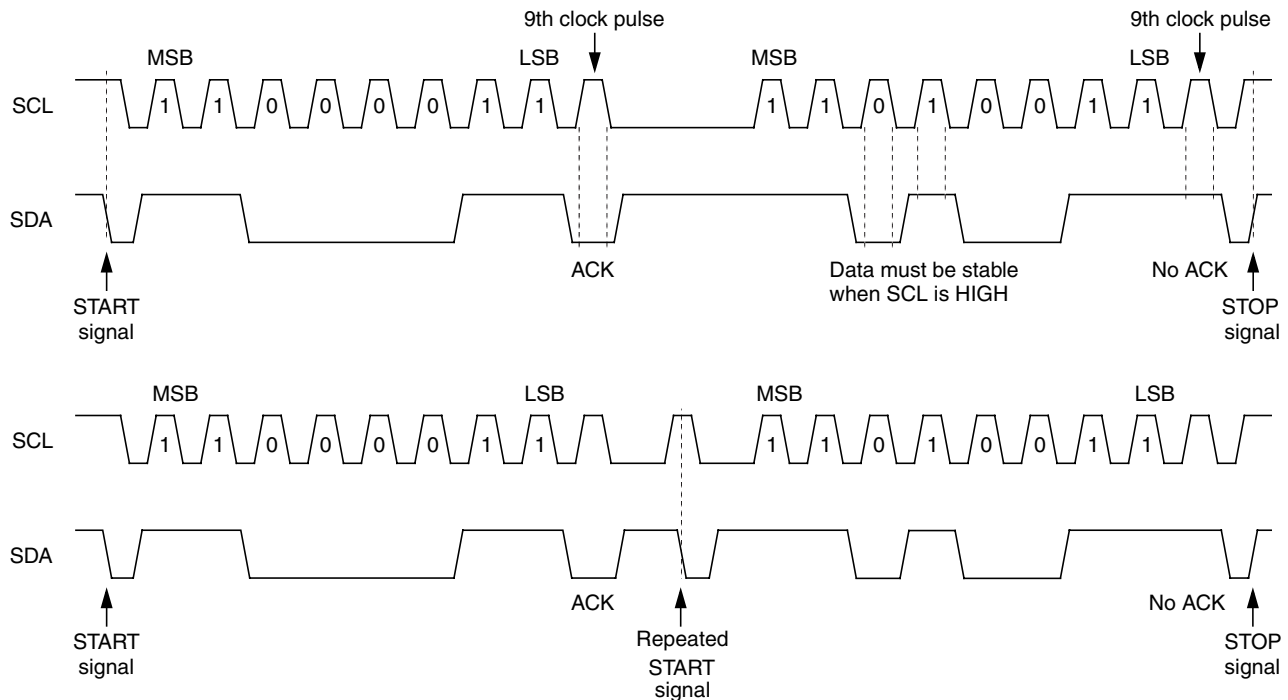 9th clock pulse 9th clock pulse
MSB LSB MSB LSB
SCL 1 1 0 0 0 0 1 1 1 1 0 1 0 0 1 1
SDA
ACK Data must be stable No ACK
when SCL is HIGH
START STOP
signal signal
MSB LSB MSB LSB
SCL 1 1 0 0 0 0 1 1 1 1 0 1 0 0 1 1
SDA
ACK No ACK
START Repeated STOP
signal START signal
signal